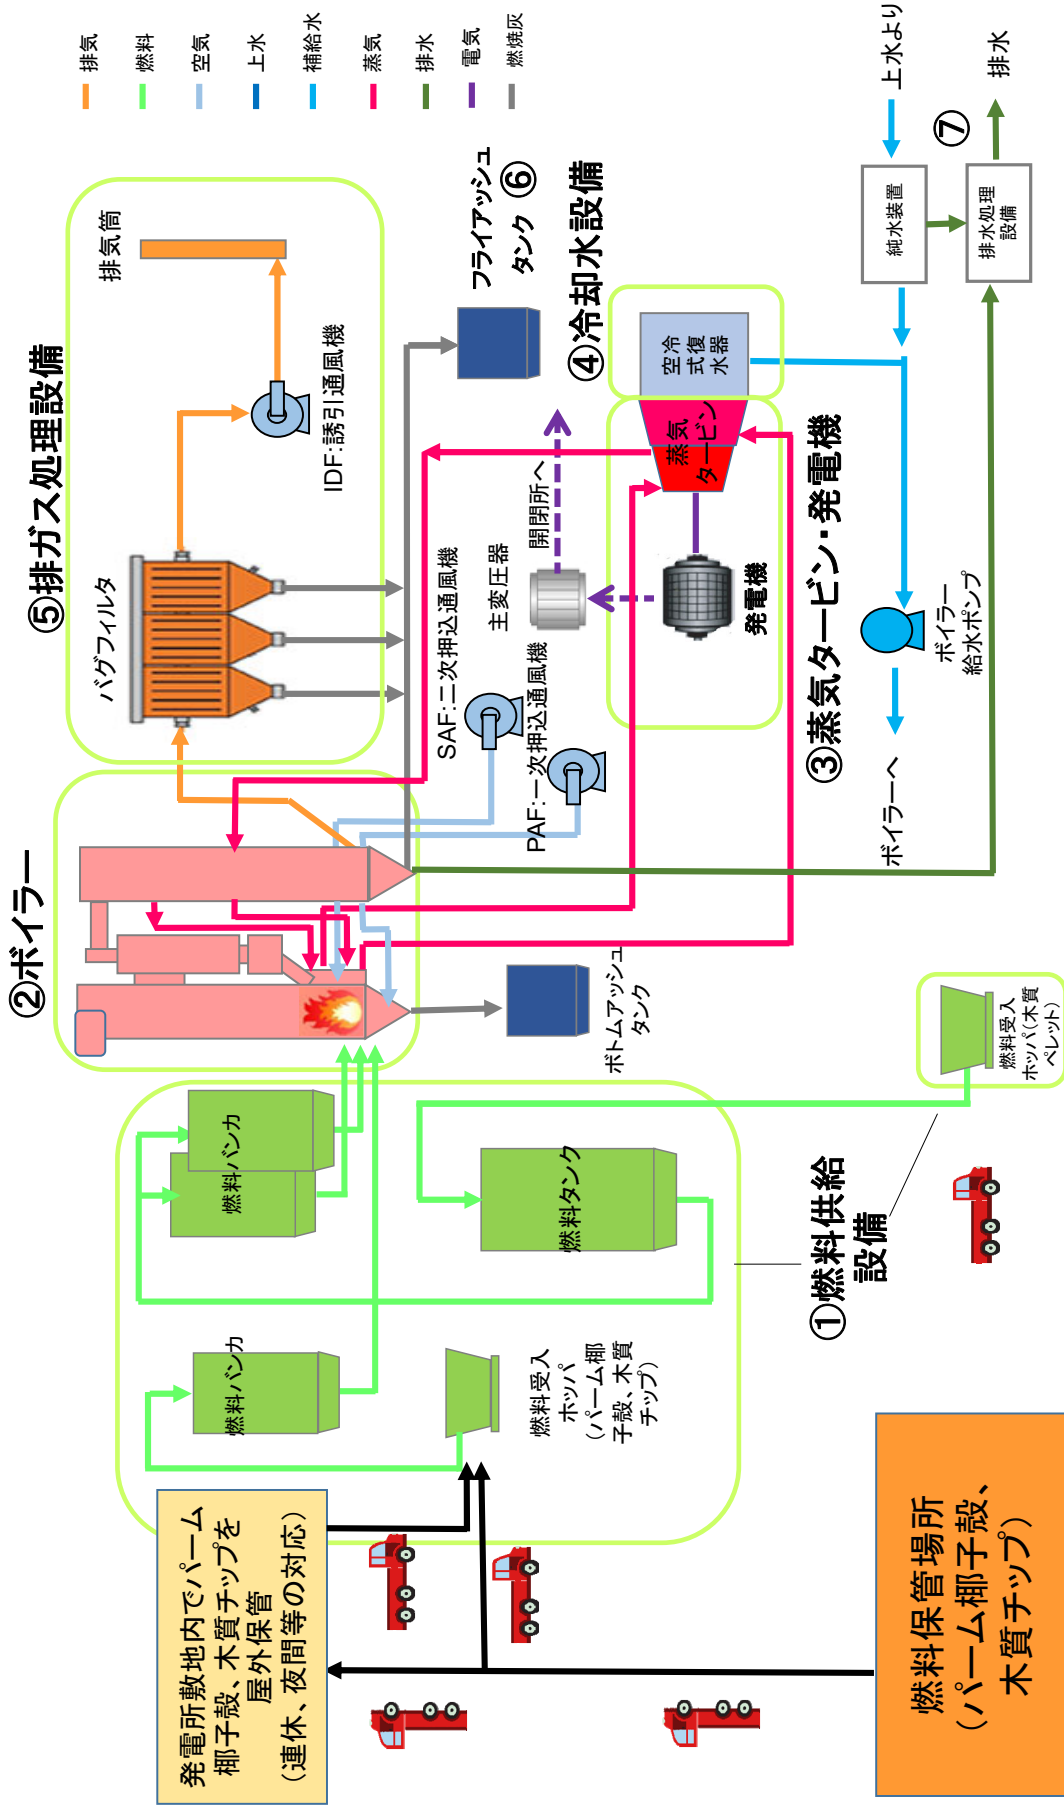 排気
燃料
空気
上水
補給水
蒸気
排水
電気
燃焼灰
⑤排ガス処理設備
バグフィルタ
IDF:誘引通風機
排気筒
フライアッシュ
タンク ⑥
②ボイラー
SAF:二次押込通風機
PAF:一次押込通風機
ボトムアッシュ
タンク
④冷却水設備
空冷
式復
水器
蒸気
タービン
発電機
主変圧器
開閉所へ
③蒸気タービン・発電機
上水より
純水装置
⑦
排水
排水処理
設備
ボイラー
給水ポンプ
ボイラーへ
燃料バンカ
燃料バンカ
燃料タンク
燃料受入
ホッパ
(パーム椰
子殻、木質
チップ)
燃料受入
ホッパ(木質
ペレット)
①燃料供給
設備
発電所敷地内でパーム
椰子殻、木質チップを
屋外保管
(連休、夜間等の対応)
燃料保管場所
(パーム椰子殻、
木質チップ)